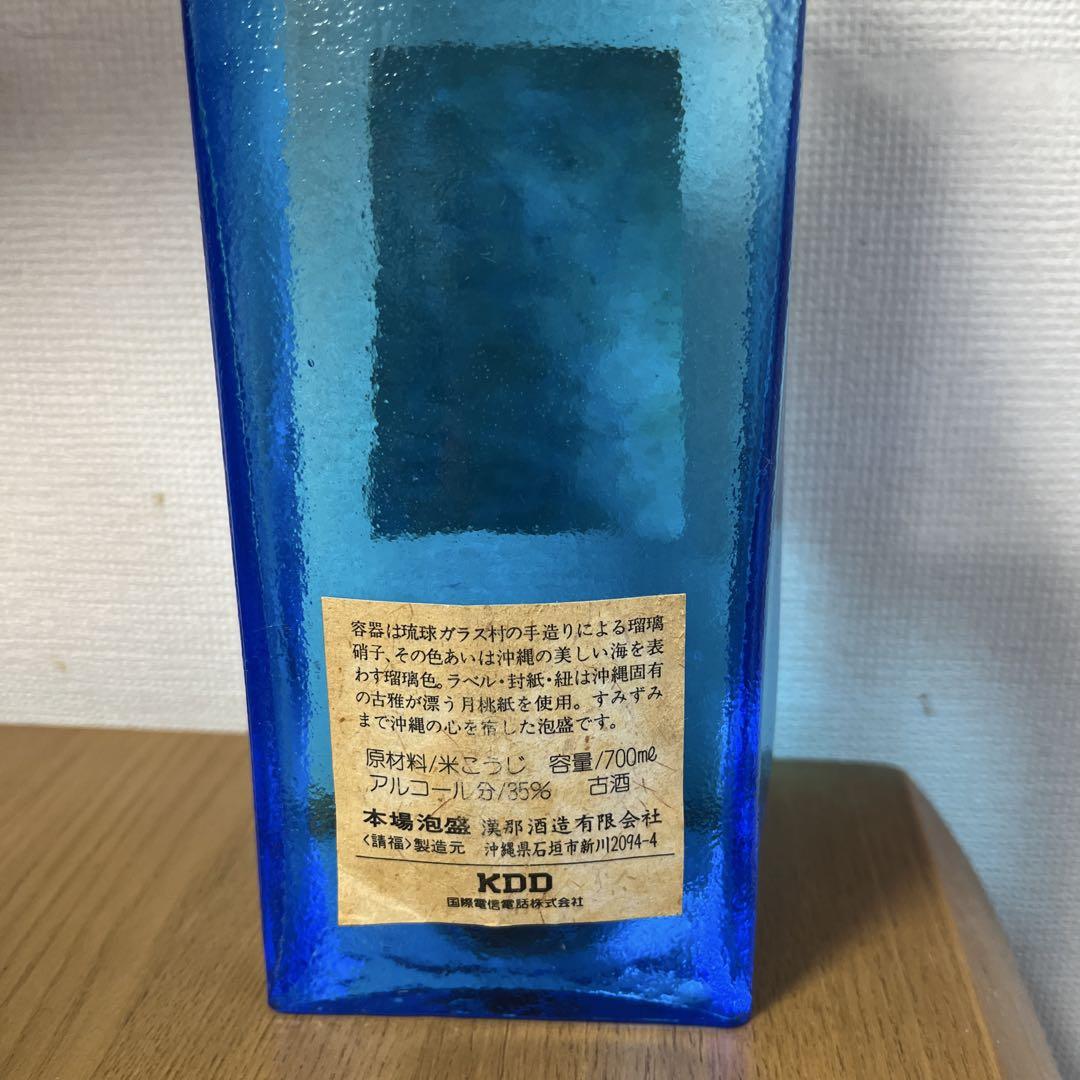 容器は琉球ガラス村の手造りによる瑠璃
硝子、その色あいは沖縄の美しい海を表
わす瑠璃色。ラベル・封紙・紐は沖縄固有
の古雅が漂う月桃紙を使用。すみずみ
まで沖縄の心を宿した泡盛です。
原材料/米こうじ 容量/700mℓ
アルコール分/35% 古酒
本場泡盛 漢那酒造有限会社
〈請福〉製造元 沖縄県石垣市新川2094-4
KDD
国際電信電話株式会社